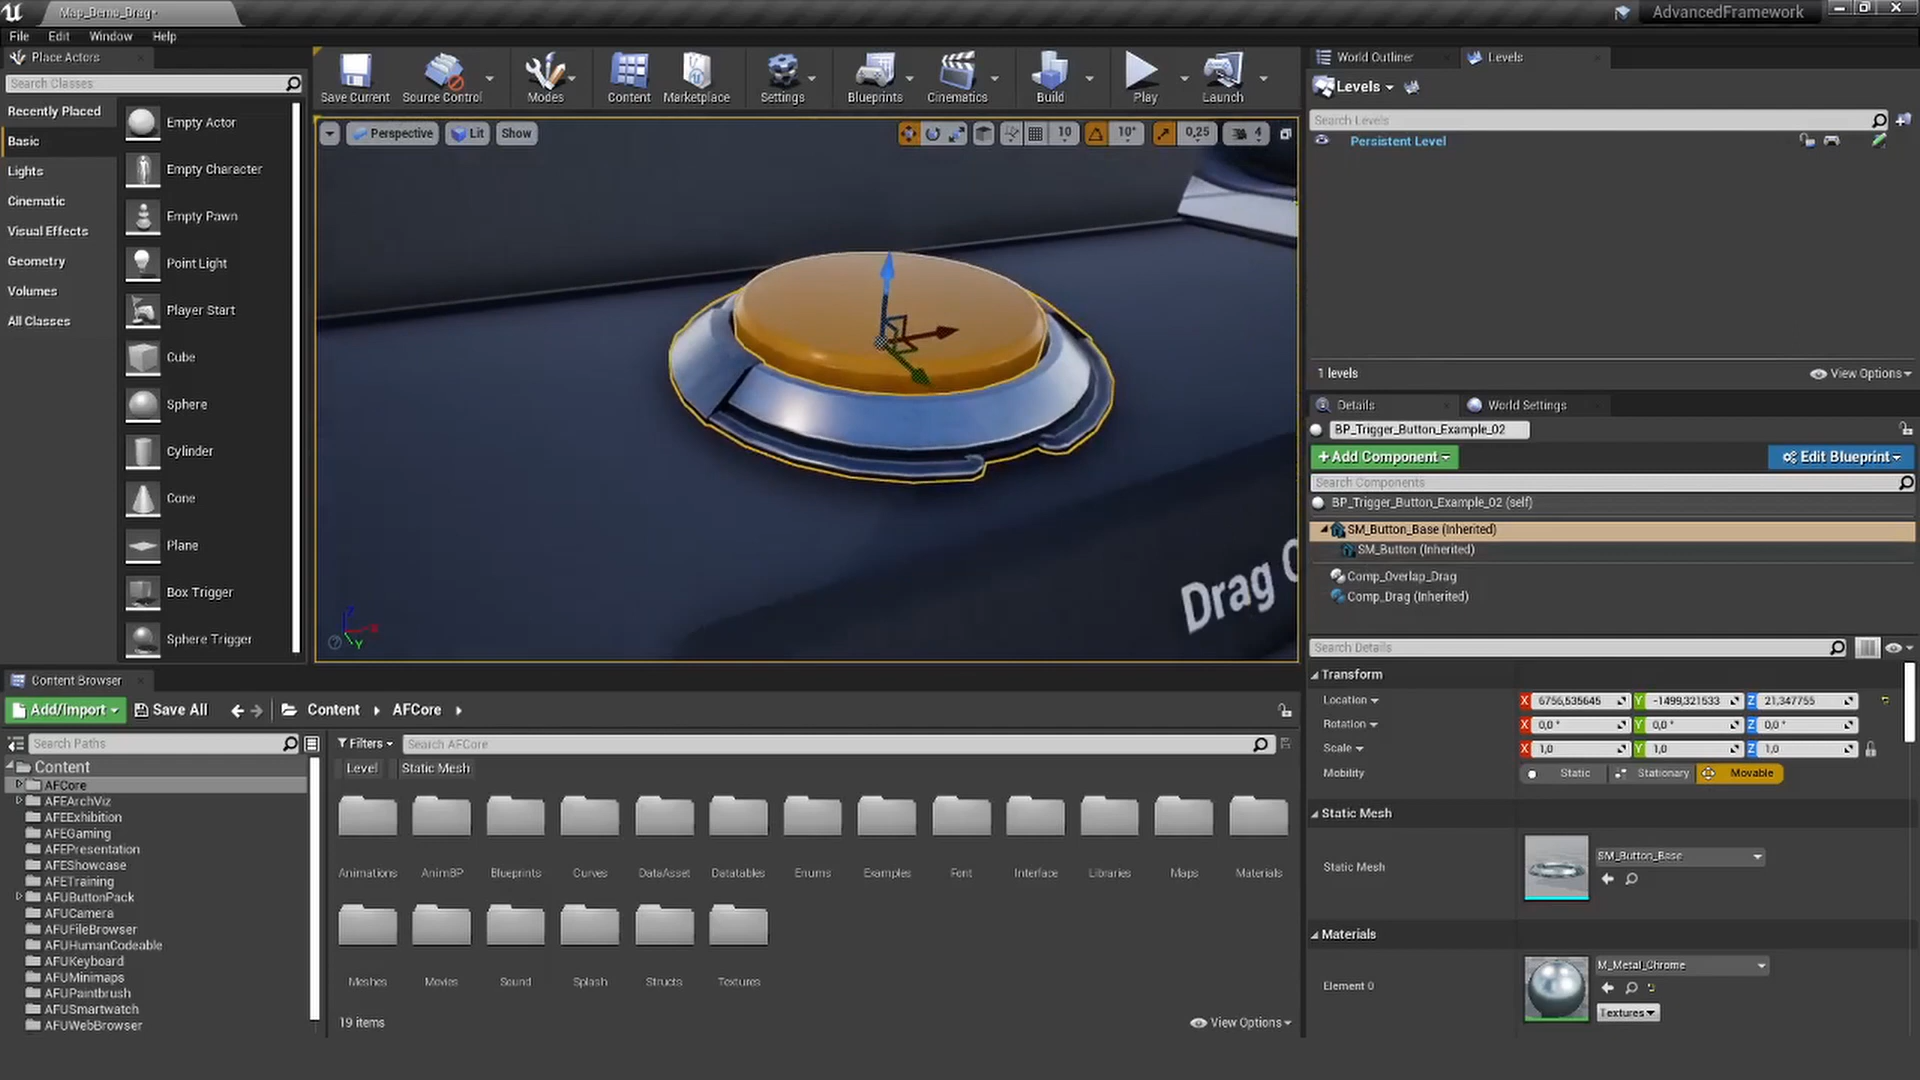 Map_Demo_Drag•
AdvancedFramework
File Edit Window Help
Place Actors
Search Classes
Recently Placed
Basic
Lights
Cinematic
Visual Effects
Geometry
Volumes
All Classes
Empty Actor
Empty Character
Empty Pawn
Point Light
Player Start
Cube
Sphere
Cylinder
Cone
Plane
Box Trigger
Sphere Trigger
Save Current Source Control Modes Content Marketplace Settings Blueprints Cinematics Build Play Launch
Perspective Lit Show 10 10° 0,25 4
Drag
World Outliner Levels
Levels
Search Levels
Persistent Level
1 levels View Options
Details World Settings
BP_Trigger_Button_Example_02
+Add Component Edit Blueprint
Search Components
BP_Trigger_Button_Example_02 (self)
SM_Button_Base (Inherited)
SM_Button (Inherited)
Comp_Overlap_Drag
Comp_Drag (Inherited)
Search Details
Transform
Location X 6756,535645 Y -1499,321533 Z 21,347755
Rotation X 0,0 ° Y 0,0 ° Z 0,0 °
Scale X 1,0 Y 1,0 Z 1,0
Mobility Static Stationary Movable
Static Mesh
Static Mesh SM_Button_Base
Materials
Element 0 M_Metal_Chrome
Textures
Content Browser
Add/Import Save All Content AFCore
Search Paths
Content
AFCore
AFEArchViz
AFEExhibition
AFEGaming
AFEPresentation
AFEShowcase
AFETraining
AFUButtonPack
AFUCamera
AFUFileBrowser
AFUHumanCodeable
AFUKeyboard
AFUMinimaps
AFUPaintbrush
AFUSmartwatch
AFUWebBrowser
Filters Search AFCore
Level Static Mesh
Animations AnimBP Blueprints Curves DataAsset Datatables Enums Examples Font Interface Libraries Maps Materials
Meshes Movies Sound Splash Structs Textures
19 items View Options
X Y Z